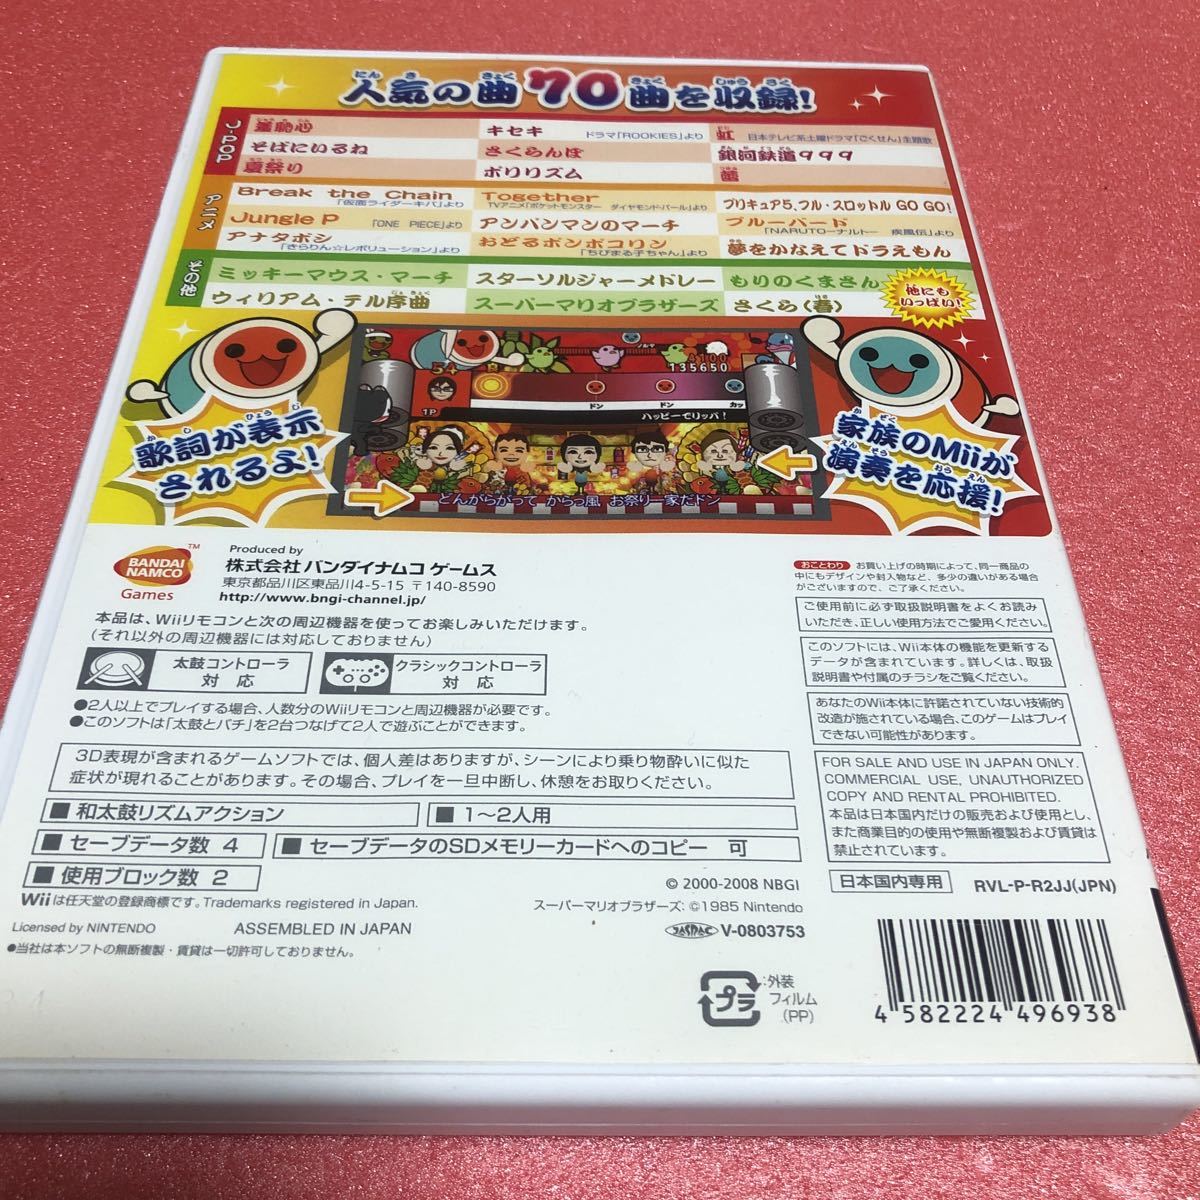 人気の曲70曲を収録!
J-POP
羞恥心
キセキ ドラマ「ROOKIES」より
虹 日本テレビ系土曜ドラマ「ごくせん」主題歌
そばにいるね
さくらんぼ
銀河鉄道999
夏祭り
ポリリズム
蕾
アニメ
Break the Chain 「仮面ライダーキバ」より
Together TVアニメ「ポケットモンスター ダイヤモンド・パール」より
プリキュア5、フル・スロットル GO GO!
Jungle P 「ONE PIECE」より
アンパンマンのマーチ
ブルーバード 「NARUTO-ナルト- 疾風伝」より
アナタボシ 「きらりん☆レボリューション」より
おどるポンポコリン 「ちびまる子ちゃん」より
夢をかなえてドラえもん
その他
ミッキーマウス・マーチ
スターソルジャーメドレー
もりのくまさん
ウィリアム・テル序曲
スーパーマリオブラザーズ
さくら(春)
他にもいっぱい!
ノルマ
4100
135650
54
1P
ドン ドン カッ
ハッピーでリッパ!
どんがらがって からっ風 お祭り一家だドン
歌詞が表示されるよ!
家族のMiiが演奏を応援!
BANDAI NAMCO Games ™
Produced by
株式会社 バンダイナムコ ゲームス
東京都品川区東品川4-5-15 〒140-8590
http://www.bngi-channel.jp/
本品は、Wiiリモコンと次の周辺機器を使ってお楽しみいただけます。
(それ以外の周辺機器には対応しておりません)
太鼓コントローラ 対応
クラシックコントローラ 対応
●2人以上でプレイする場合、人数分のWiiリモコンと周辺機器が必要です。
●このソフトは「太鼓とバチ」を2台つなげて2人で遊ぶことができます。
3D表現が含まれるゲームソフトでは、個人差はありますが、シーンにより乗り物酔いに似た
症状が現れることがあります。その場合、プレイを一旦中断し、休憩をお取りください。
■ 和太鼓リズムアクション
■ 1〜2人用
■ セーブデータ数 4
■ セーブデータのSDメモリーカードへのコピー 可
■ 使用ブロック数 2
Wiiは任天堂の登録商標です。Trademarks registered in Japan.
Licensed by NINTENDO
ASSEMBLED IN JAPAN
●当社は本ソフトの無断複製・賃貸は一切許可しておりません。
© 2000-2008 NBGI
スーパーマリオブラザーズ: ©1985 Nintendo
JASRAC V-0803753
おことわり お買い上げの時期によって、同一商品の
中にもデザインや封入物など、多少の違いがある場合
がございますので、ご了承ください。
ご使用前に必ず取扱説明書をよくお読み
いただき、正しい使用方法でご愛用ください。
このソフトには、Wii本体の機能を更新する
データが含まれています。詳しくは、取扱
説明書や付属のチラシをご覧ください。
あなたのWii本体に許諾されていない技術的
改造が施されている場合、このゲームはプレイ
できない可能性があります。
FOR SALE AND USE IN JAPAN ONLY.
COMMERCIAL USE, UNAUTHORIZED
COPY AND RENTAL PROHIBITED.
本品は日本国内だけの販売および使用とし、
また商業目的の使用や無断複製および賃貸は
禁止されています。
日本国内専用
RVL-P-R2JJ(JPN)
プラ :外装フィルム (PP)
4 582224 496938